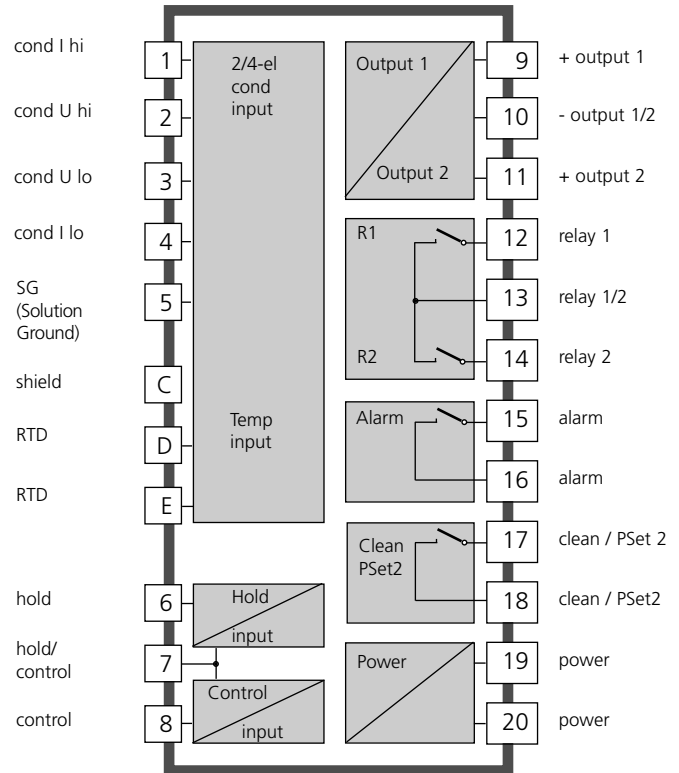 cond I hi
1
cond U hi
2
cond U lo
3
cond I lo
4
SG
(Solution
Ground)
5
shield
C
RTD
D
RTD
E
hold
6
hold/
control
7
control
8
2/4-el
cond
input
Temp
input
Hold
input
Control
input
Output 1
Output 2
R1
R2
Alarm
Clean
PSet2
Power
9
+ output 1
10
- output 1/2
11
+ output 2
12
relay 1
13
relay 1/2
14
relay 2
15
alarm
16
alarm
17
clean / PSet 2
18
clean / PSet2
19
power
20
power